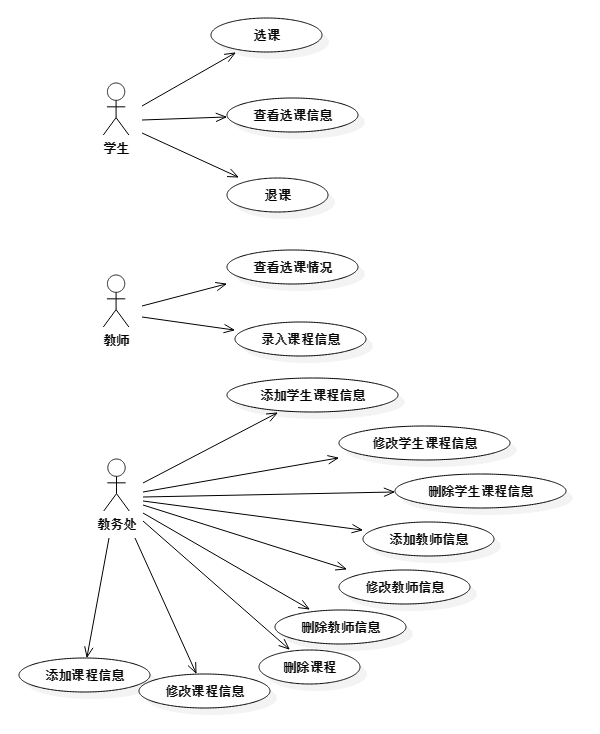 选课
学生
查看选课信息
退课
查看选课情况
教师
录入课程信息
添加学生课程信息
修改学生课程信息
删除学生课程信息
教务处
添加教师信息
修改教师信息
删除教师信息
删除课程
添加课程信息
修改课程信息